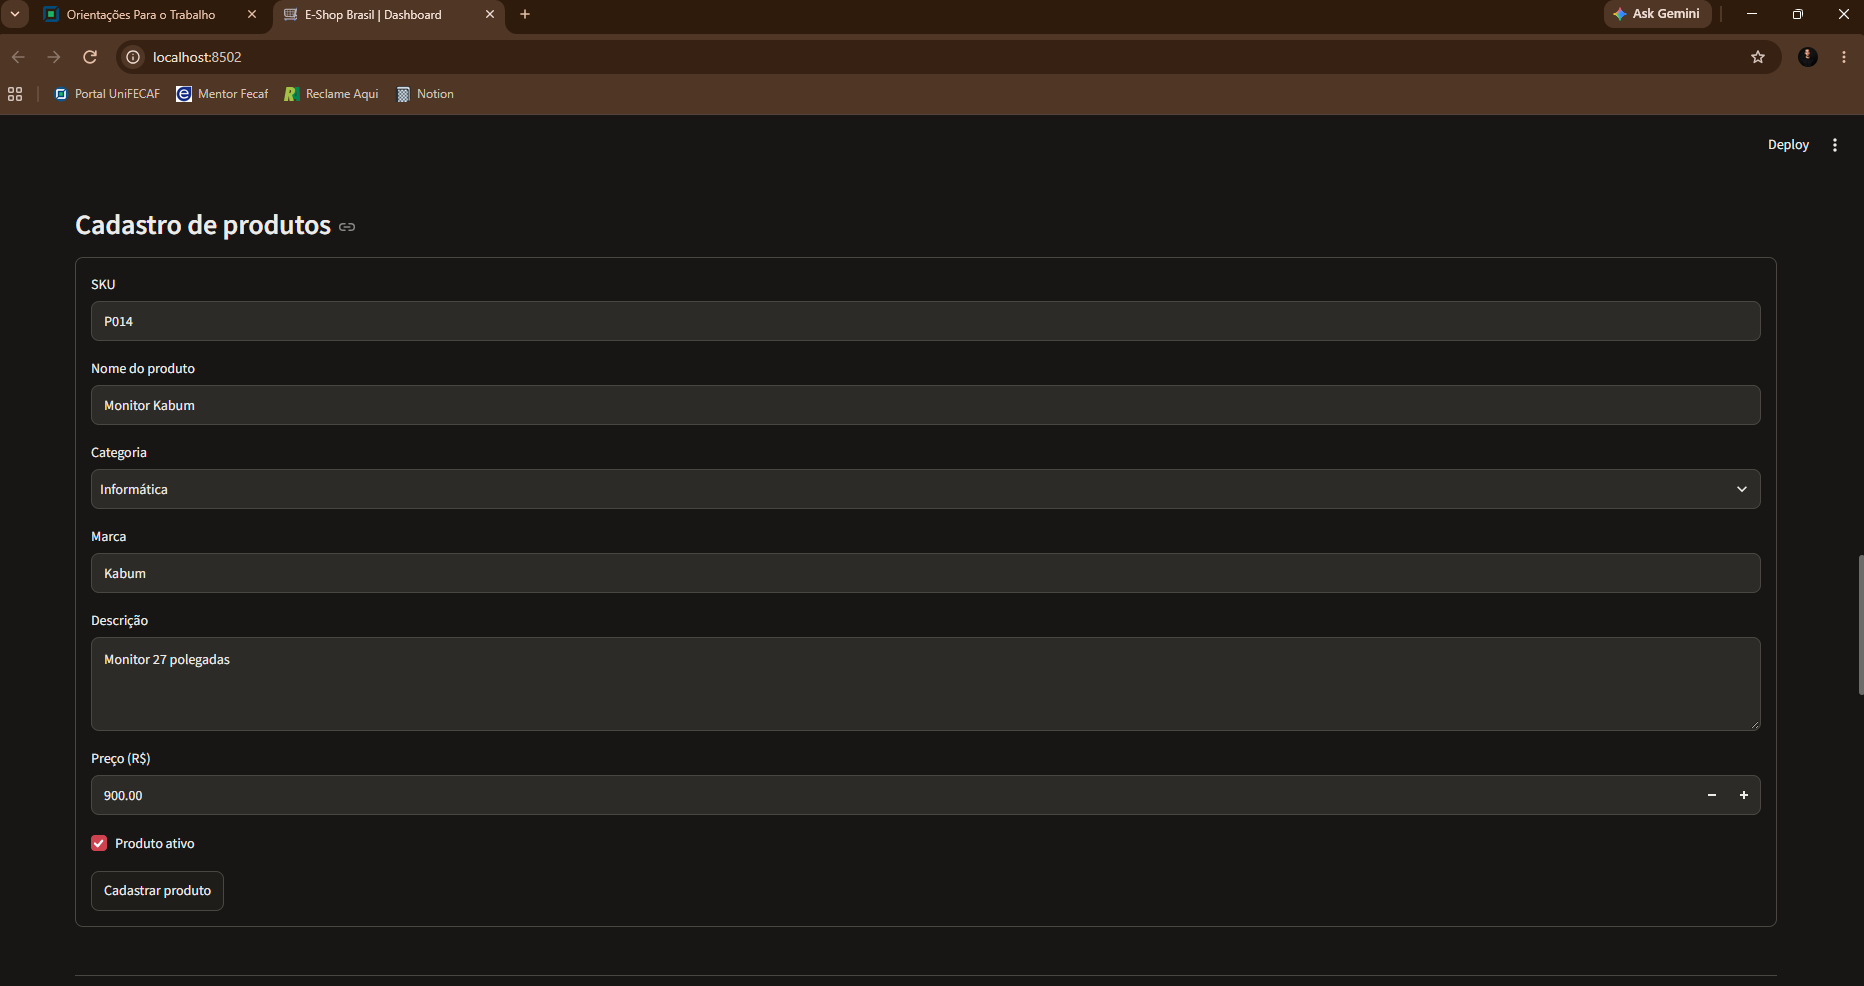 Orientações Para o Trabalho
E-Shop Brasil | Dashboard
Ask Gemini
localhost:8502
Portal UniFECAF
Mentor Fecaf
Reclame Aqui
Notion
Deploy
Cadastro de produtos
SKU
P014
Nome do produto
Monitor Kabum
Categoria
Informática
Marca
Kabum
Descrição
Monitor 27 polegadas
Preço (R$)
900.00
Produto ativo
Cadastrar produto